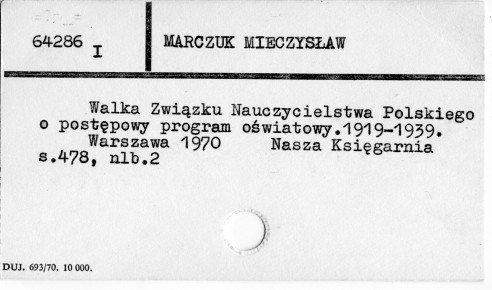 64286 I
MARCZUK MIECZYSŁAW
Walka Związku Nauczycielstwa Polskiego
o postępowy program oświatowy.1919-1939.
Warszawa 1970 Nasza Księgarnia
s.478, nlb.2
DUJ. 693/70. 10 000.